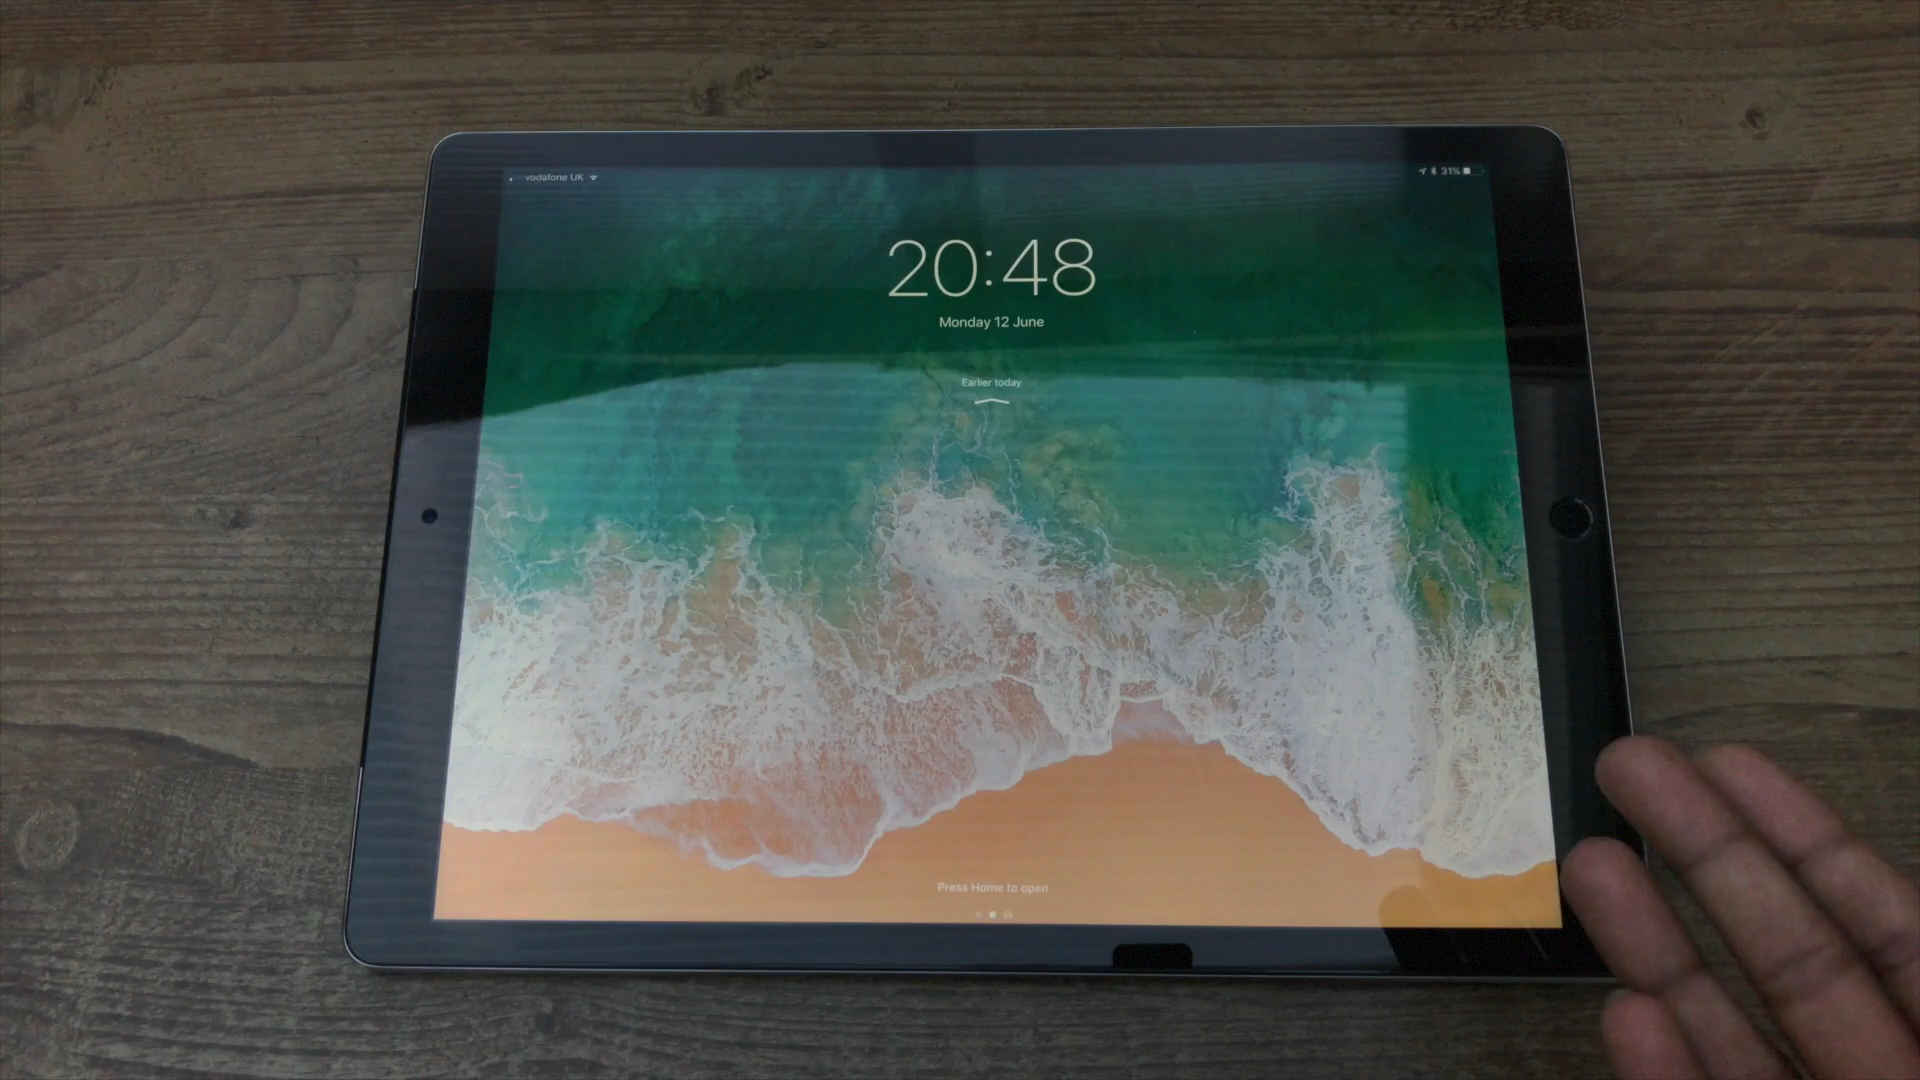 vodafone UK
31%
20:48
Monday 12 June
Earlier today
Press Home to open